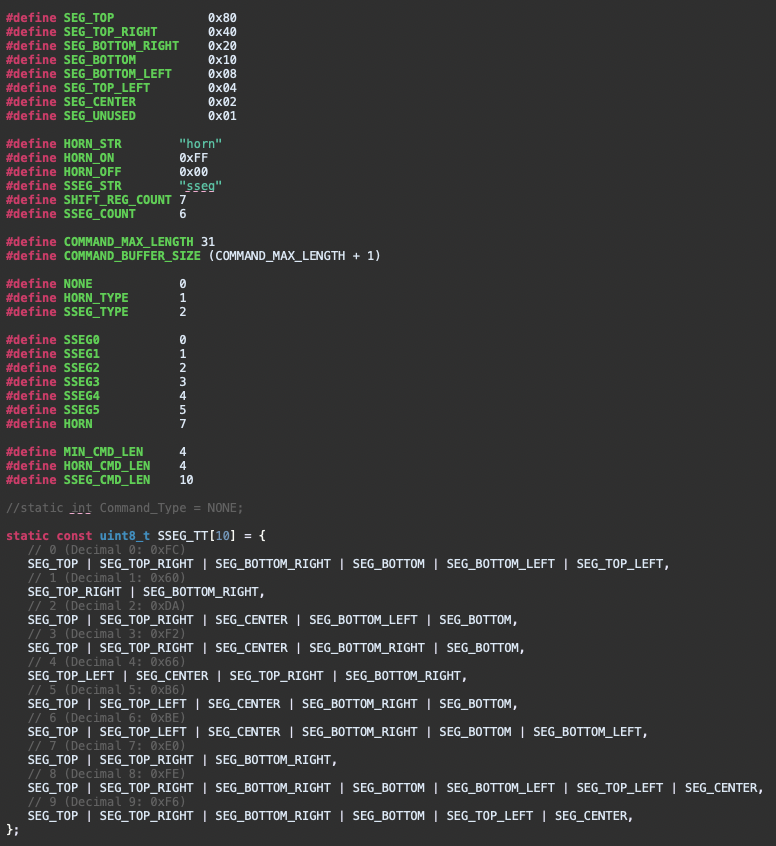 #define SEG_TOP 0x80
#define SEG_TOP_RIGHT 0x40
#define SEG_BOTTOM_RIGHT 0x20
#define SEG_BOTTOM 0x10
#define SEG_BOTTOM_LEFT 0x08
#define SEG_TOP_LEFT 0x04
#define SEG_CENTER 0x02
#define SEG_UNUSED 0x01
#define HORN_STR "horn"
#define HORN_ON 0xFF
#define HORN_OFF 0x00
#define SSEG_STR "sseg"
#define SHIFT_REG_COUNT 7
#define SSEG_COUNT 6
#define COMMAND_MAX_LENGTH 31
#define COMMAND_BUFFER_SIZE (COMMAND_MAX_LENGTH + 1)
#define NONE 0
#define HORN_TYPE 1
#define SSEG_TYPE 2
#define SSEG0 0
#define SSEG1 1
#define SSEG2 2
#define SSEG3 3
#define SSEG4 4
#define SSEG5 5
#define HORN 7
#define MIN_CMD_LEN 4
#define HORN_CMD_LEN 4
#define SSEG_CMD_LEN 10
//static int Command_Type = NONE;
static const uint8_t SSEG_TT[10] = {
// 0 (Decimal 0: 0xFC)
SEG_TOP | SEG_TOP_RIGHT | SEG_BOTTOM_RIGHT | SEG_BOTTOM | SEG_BOTTOM_LEFT | SEG_TOP_LEFT,
// 1 (Decimal 1: 0x60)
SEG_TOP_RIGHT | SEG_BOTTOM_RIGHT,
// 2 (Decimal 2: 0xDA)
SEG_TOP | SEG_TOP_RIGHT | SEG_CENTER | SEG_BOTTOM_LEFT | SEG_BOTTOM,
// 3 (Decimal 3: 0xF2)
SEG_TOP | SEG_TOP_RIGHT | SEG_CENTER | SEG_BOTTOM_RIGHT | SEG_BOTTOM,
// 4 (Decimal 4: 0x66)
SEG_TOP_LEFT | SEG_CENTER | SEG_TOP_RIGHT | SEG_BOTTOM_RIGHT,
// 5 (Decimal 5: 0xB6)
SEG_TOP | SEG_TOP_LEFT | SEG_CENTER | SEG_BOTTOM_RIGHT | SEG_BOTTOM,
// 6 (Decimal 6: 0xBE)
SEG_TOP | SEG_TOP_LEFT | SEG_CENTER | SEG_BOTTOM_RIGHT | SEG_BOTTOM | SEG_BOTTOM_LEFT,
// 7 (Decimal 7: 0xE0)
SEG_TOP | SEG_TOP_RIGHT | SEG_BOTTOM_RIGHT,
// 8 (Decimal 8: 0xFE)
SEG_TOP | SEG_TOP_RIGHT | SEG_BOTTOM_RIGHT | SEG_BOTTOM | SEG_BOTTOM_LEFT | SEG_TOP_LEFT | SEG_CENTER,
// 9 (Decimal 9: 0xF6)
SEG_TOP | SEG_TOP_RIGHT | SEG_BOTTOM_RIGHT | SEG_BOTTOM | SEG_TOP_LEFT | SEG_CENTER,
};